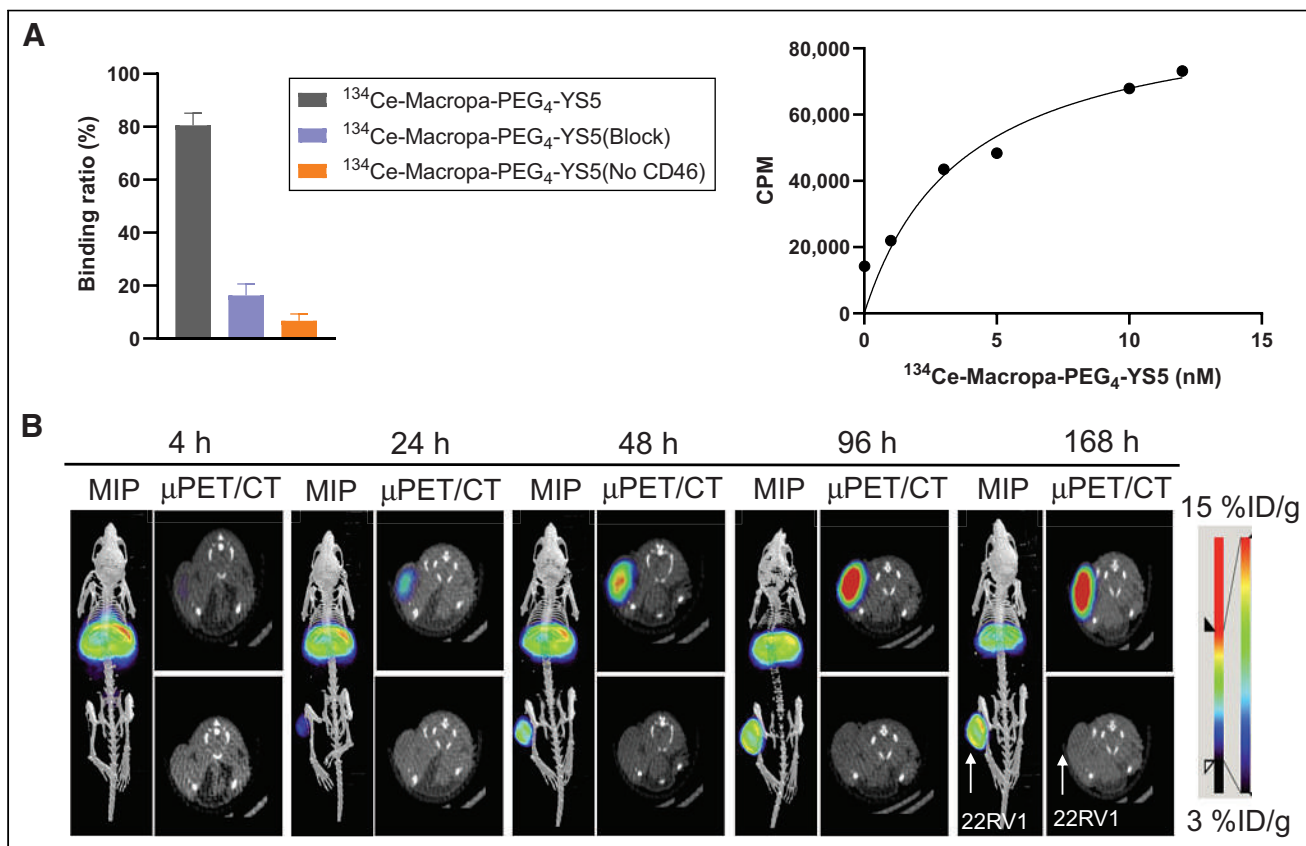 A
100
80
60
40
20
0
Binding ratio (%)
¹³⁴Ce-Macropa-PEG₄-YS5
¹³⁴Ce-Macropa-PEG₄-YS5(Block)
¹³⁴Ce-Macropa-PEG₄-YS5(No CD46)
80,000
60,000
40,000
20,000
0
CPM
0 5 10 15
¹³⁴Ce-Macropa-PEG₄-YS5 (nM)
B
4 h 24 h 48 h 96 h 168 h
MIP μPET/CT MIP μPET/CT MIP μPET/CT MIP μPET/CT MIP μPET/CT
15 %ID/g
22RV1 22RV1
3 %ID/g